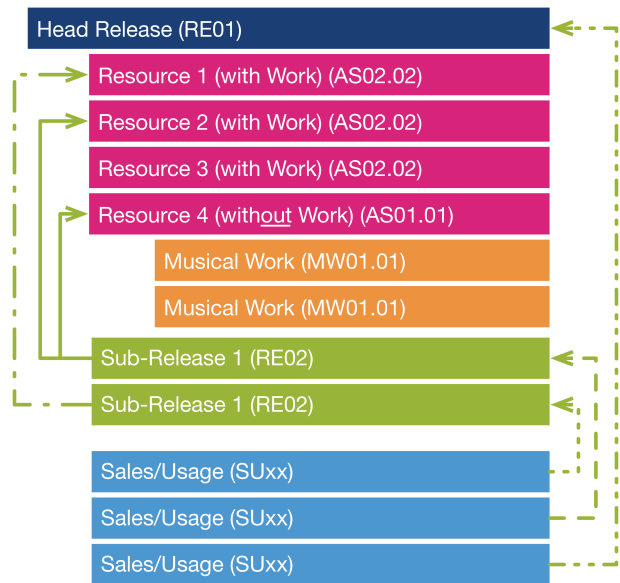 Head Release (RE01)
Resource 1 (with Work) (AS02.02)
Resource 2 (with Work) (AS02.02)
Resource 3 (with Work) (AS02.02)
Resource 4 (without Work) (AS01.01)
Musical Work (MW01.01)
Musical Work (MW01.01)
Sub-Release 1 (RE02)
Sub-Release 1 (RE02)
Sales/Usage (SUxx)
Sales/Usage (SUxx)
Sales/Usage (SUxx)